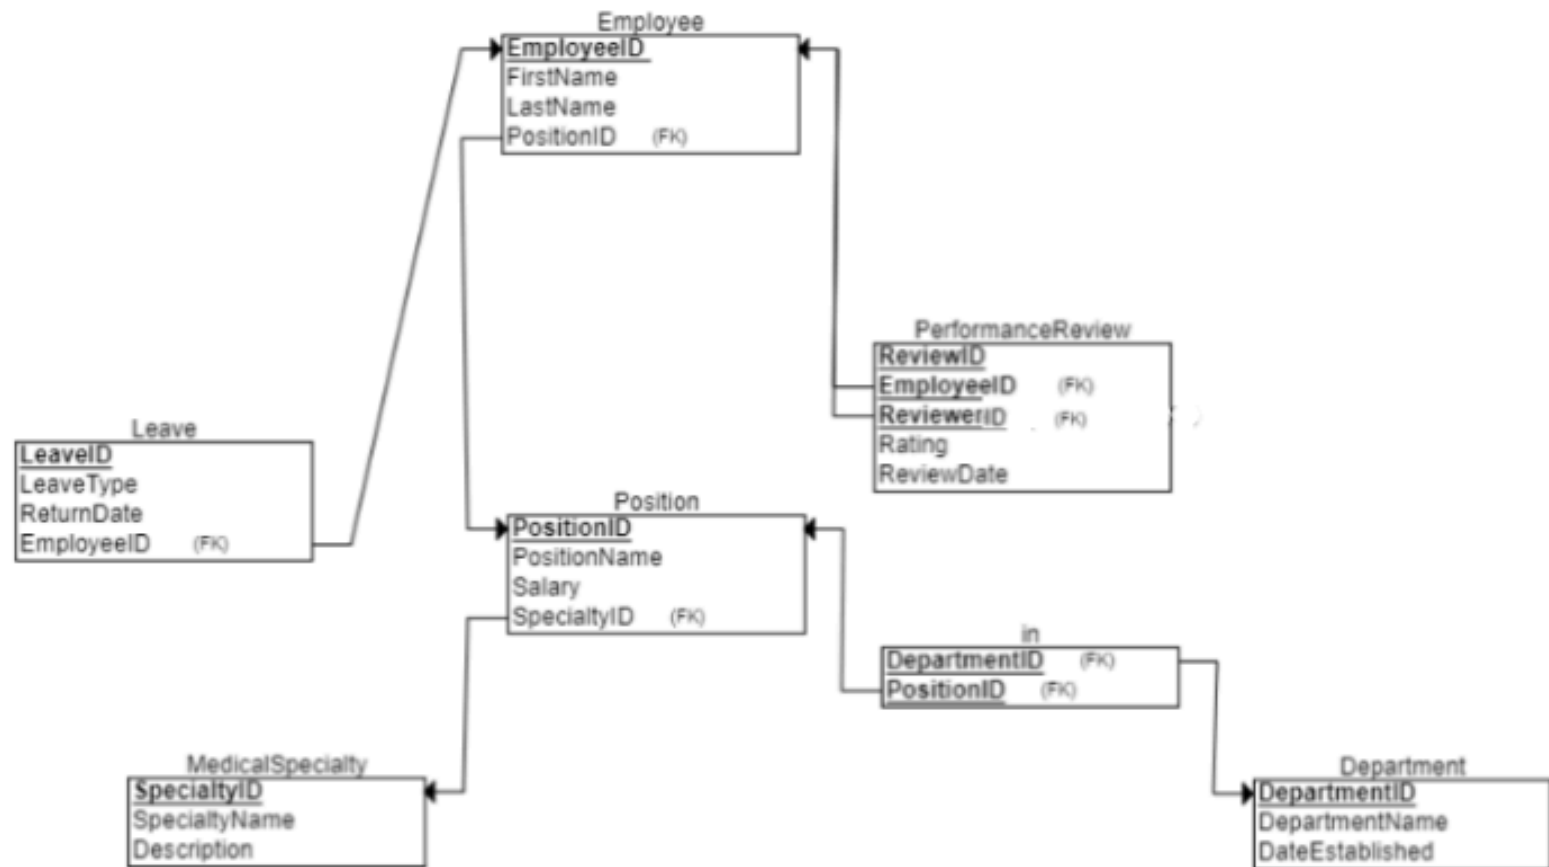 Employee
EmployeeID
FirstName
LastName
PositionID (FK)
PerformanceReview
ReviewID
EmployeeID (FK)
ReviewerID (FK)
Rating
ReviewDate
Leave
LeaveID
LeaveType
ReturnDate
EmployeeID (FK)
Position
PositionID
PositionName
Salary
SpecialtyID (FK)
in
DepartmentID (FK)
PositionID (FK)
MedicalSpecialty
SpecialtyID
SpecialtyName
Description
Department
DepartmentID
DepartmentName
DateEstablished